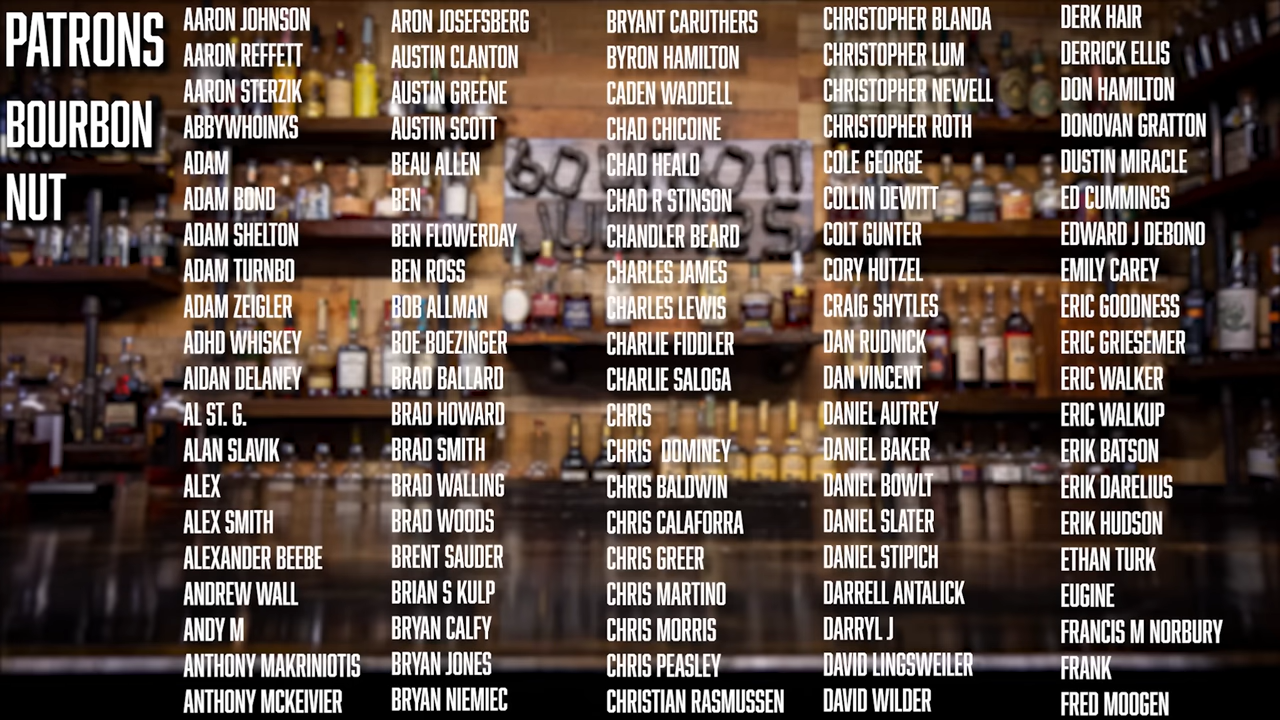 PATRONS
BOURBON
NUT
AARON JOHNSON
AARON REFFETT
AARON STERZIK
ABBYWHOINKS
ADAM
ADAM BOND
ADAM SHELTON
ADAM TURNBO
ADAM ZEIGLER
ADHD WHISKEY
AIDAN DELANEY
AL ST. G.
ALAN SLAVIK
ALEX
ALEX SMITH
ALEXANDER BEEBE
ANDREW WALL
ANDY M
ANTHONY MAKRINIOTIS
ANTHONY MCKEIVIER
ARON JOSEFSBERG
AUSTIN CLANTON
AUSTIN GREENE
AUSTIN SCOTT
BEAU ALLEN
BEN
BEN FLOWERDAY
BEN ROSS
BOB ALLMAN
BOE BOEZINGER
BRAD BALLARD
BRAD HOWARD
BRAD SMITH
BRAD WALLING
BRAD WOODS
BRENT SAUDER
BRIAN S KULP
BRYAN CALFY
BRYAN JONES
BRYAN NIEMIEC
BRYANT CARUTHERS
BYRON HAMILTON
CADEN WADDELL
CHAD CHICOINE
CHAD HEALD
CHAD R STINSON
CHANDLER BEARD
CHARLES JAMES
CHARLES LEWIS
CHARLIE FIDDLER
CHARLIE SALOGA
CHRIS
CHRIS  DOMINEY
CHRIS BALDWIN
CHRIS CALAFORRA
CHRIS GREER
CHRIS MARTINO
CHRIS MORRIS
CHRIS PEASLEY
CHRISTIAN RASMUSSEN
CHRISTOPHER BLANDA
CHRISTOPHER LUM
CHRISTOPHER NEWELL
CHRISTOPHER ROTH
COLE GEORGE
COLLIN DEWITT
COLT GUNTER
CORY HUTZEL
CRAIG SHYTLES
DAN RUDNICK
DAN VINCENT
DANIEL AUTREY
DANIEL BAKER
DANIEL BOWLT
DANIEL SLATER
DANIEL STIPICH
DARRELL ANTALICK
DARRYL J
DAVID LINGSWEILER
DAVID WILDER
DERK HAIR
DERRICK ELLIS
DON HAMILTON
DONOVAN GRATTON
DUSTIN MIRACLE
ED CUMMINGS
EDWARD J DEBONO
EMILY CAREY
ERIC GOODNESS
ERIC GRIESEMER
ERIC WALKER
ERIC WALKUP
ERIK BATSON
ERIK DARELIUS
ERIK HUDSON
ETHAN TURK
EUGINE
FRANCIS M NORBURY
FRANK
FRED MOOGEN